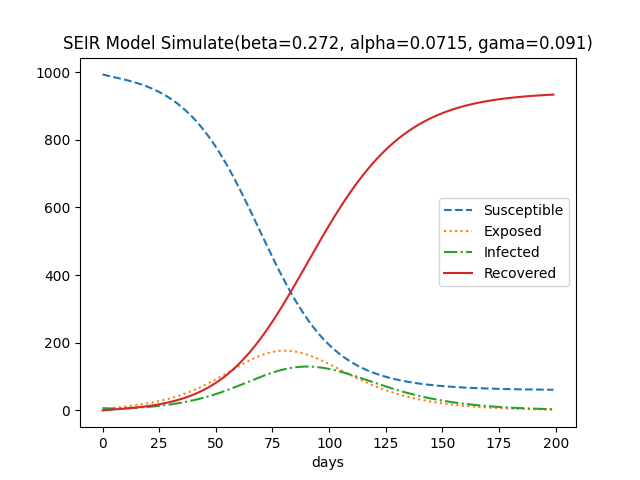 SEIR Model Simulate(beta=0.272, alpha=0.0715, gama=0.091)
1000
800
600
400
200
0
Susceptible
Exposed
Infected
Recovered
0 25 50 75 100 125 150 175 200
days